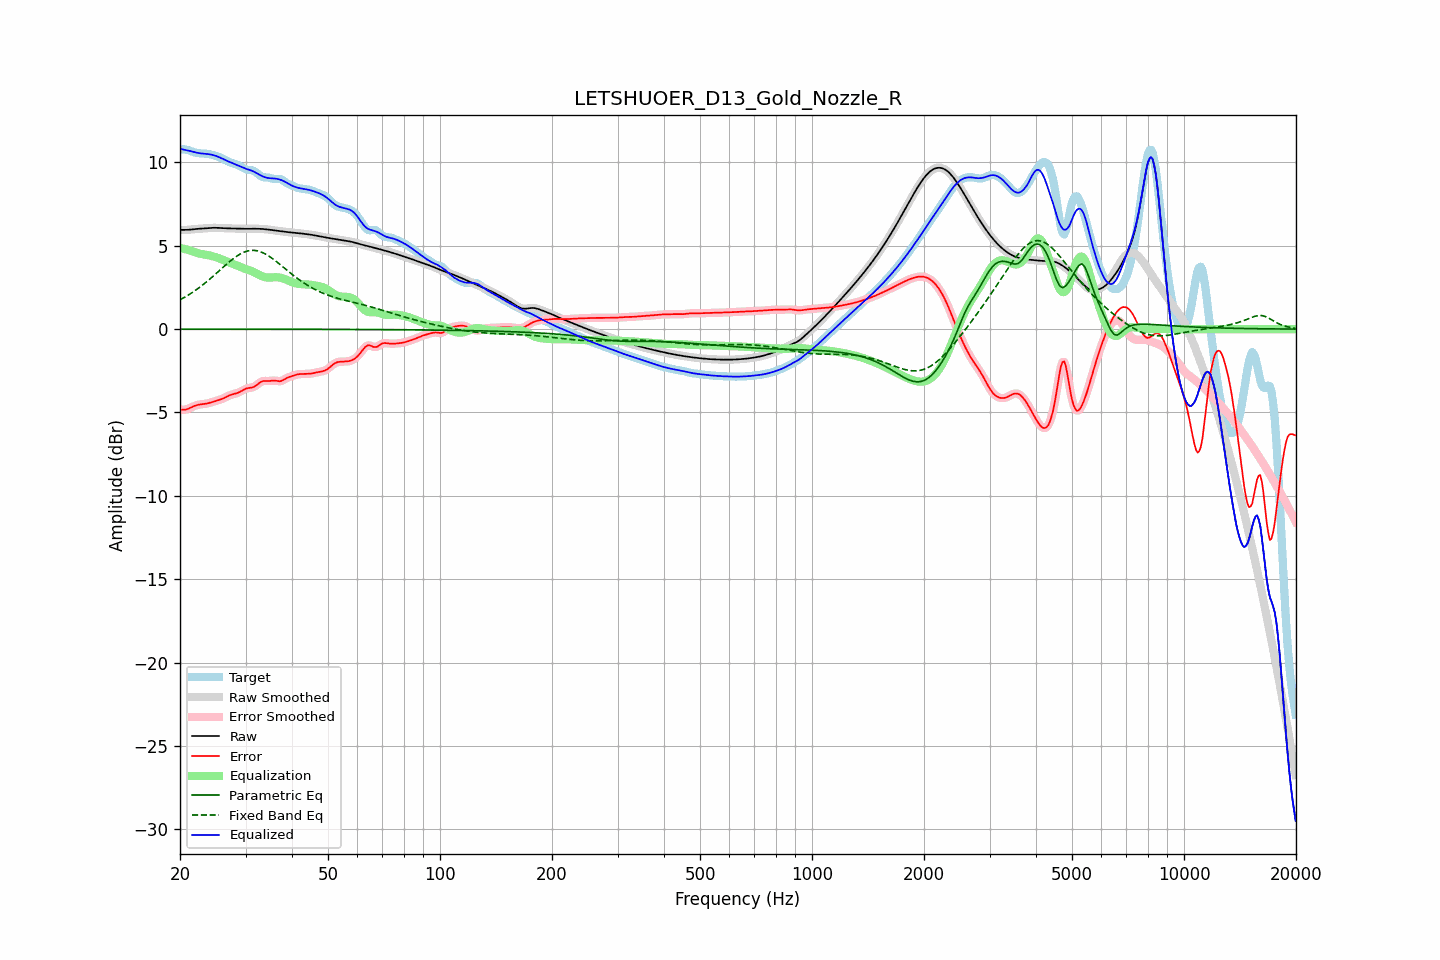 LETSHUOER_D13_Gold_Nozzle_R
10
5
0
−5
−10
−15
−20
−25
−30
Amplitude (dBr)
Target
Raw Smoothed
Error Smoothed
Raw
Error
Equalization
Parametric Eq
Fixed Band Eq
Equalized
20 50 100 200 500 1000 2000 5000 10000 20000
Frequency (Hz)